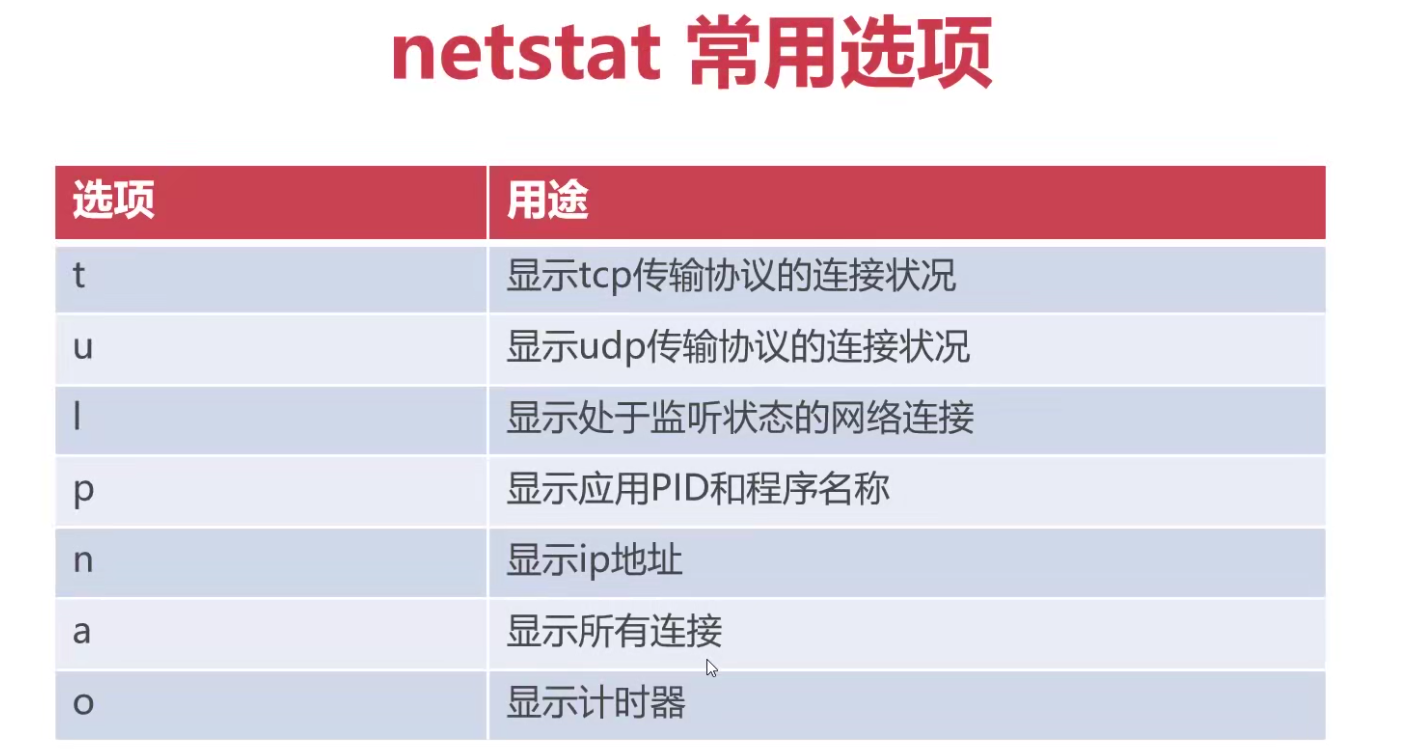 netstat 常用选项
选项 用途
t 显示tcp传输协议的连接状况
u 显示udp传输协议的连接状况
l 显示处于监听状态的网络连接
p 显示应用PID和程序名称
n 显示ip地址
a 显示所有连接
o 显示计时器